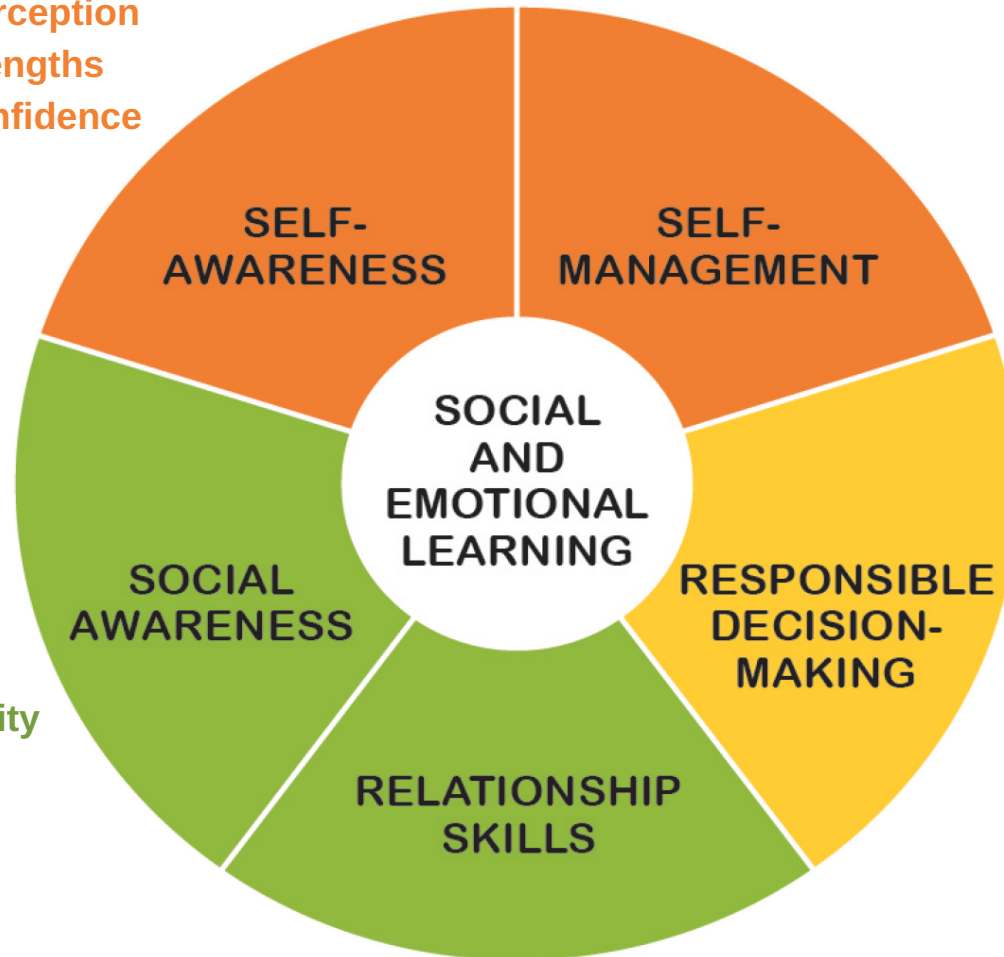 rception
engths
nfidence
SELF-
AWARENESS
SELF-
MANAGEMENT
SOCIAL
AND
EMOTIONAL
LEARNING
SOCIAL
AWARENESS
RESPONSIBLE
DECISION-
MAKING
ity
RELATIONSHIP
SKILLS